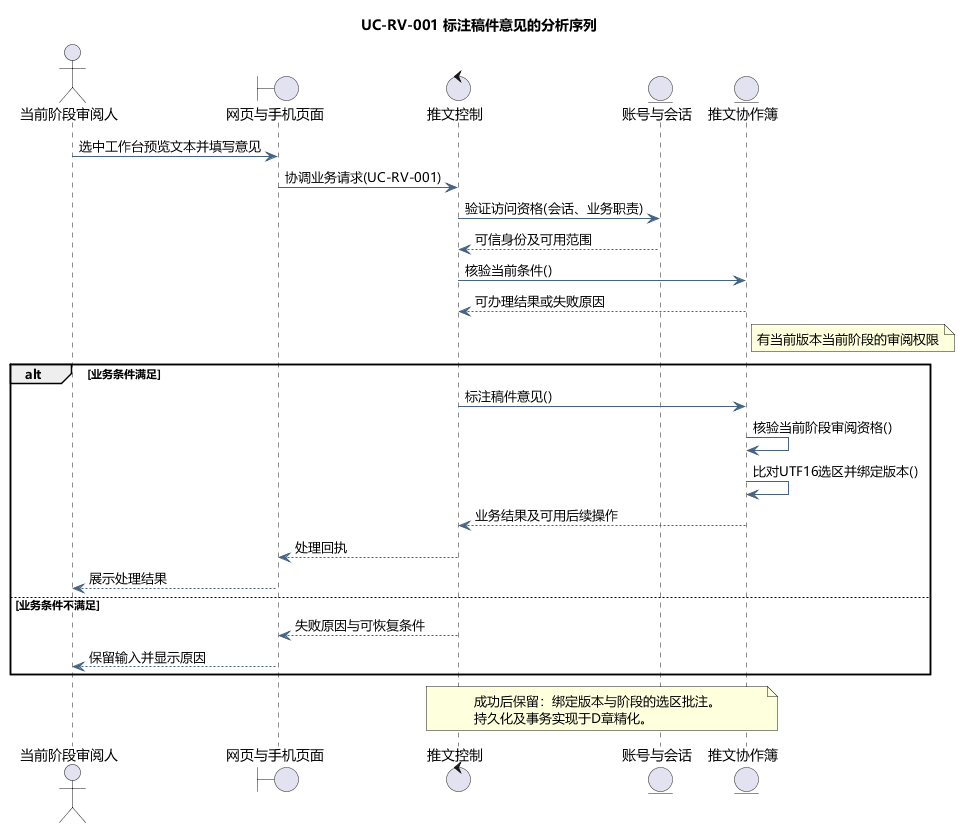 UC-RV-001 标注稿件意见的分析序列
当前阶段审阅人
网页与手机页面
推文控制
账号与会话
推文协作簿
选中工作台预览文本并填写意见
协调业务请求(UC-RV-001)
验证访问资格(会话、业务职责)
可信身份及可用范围
核验当前条件()
可办理结果或失败原因
有当前版本当前阶段的审阅权限
alt
[业务条件满足]
标注稿件意见()
核验当前阶段审阅资格()
比对UTF16选区并绑定版本()
业务结果及可用后续操作
处理回执
展示处理结果
[业务条件不满足]
失败原因与可恢复条件
保留输入并显示原因
成功后保留：绑定版本与阶段的选区批注。
持久化及事务实现于D章精化。
当前阶段审阅人
网页与手机页面
推文控制
账号与会话
推文协作簿